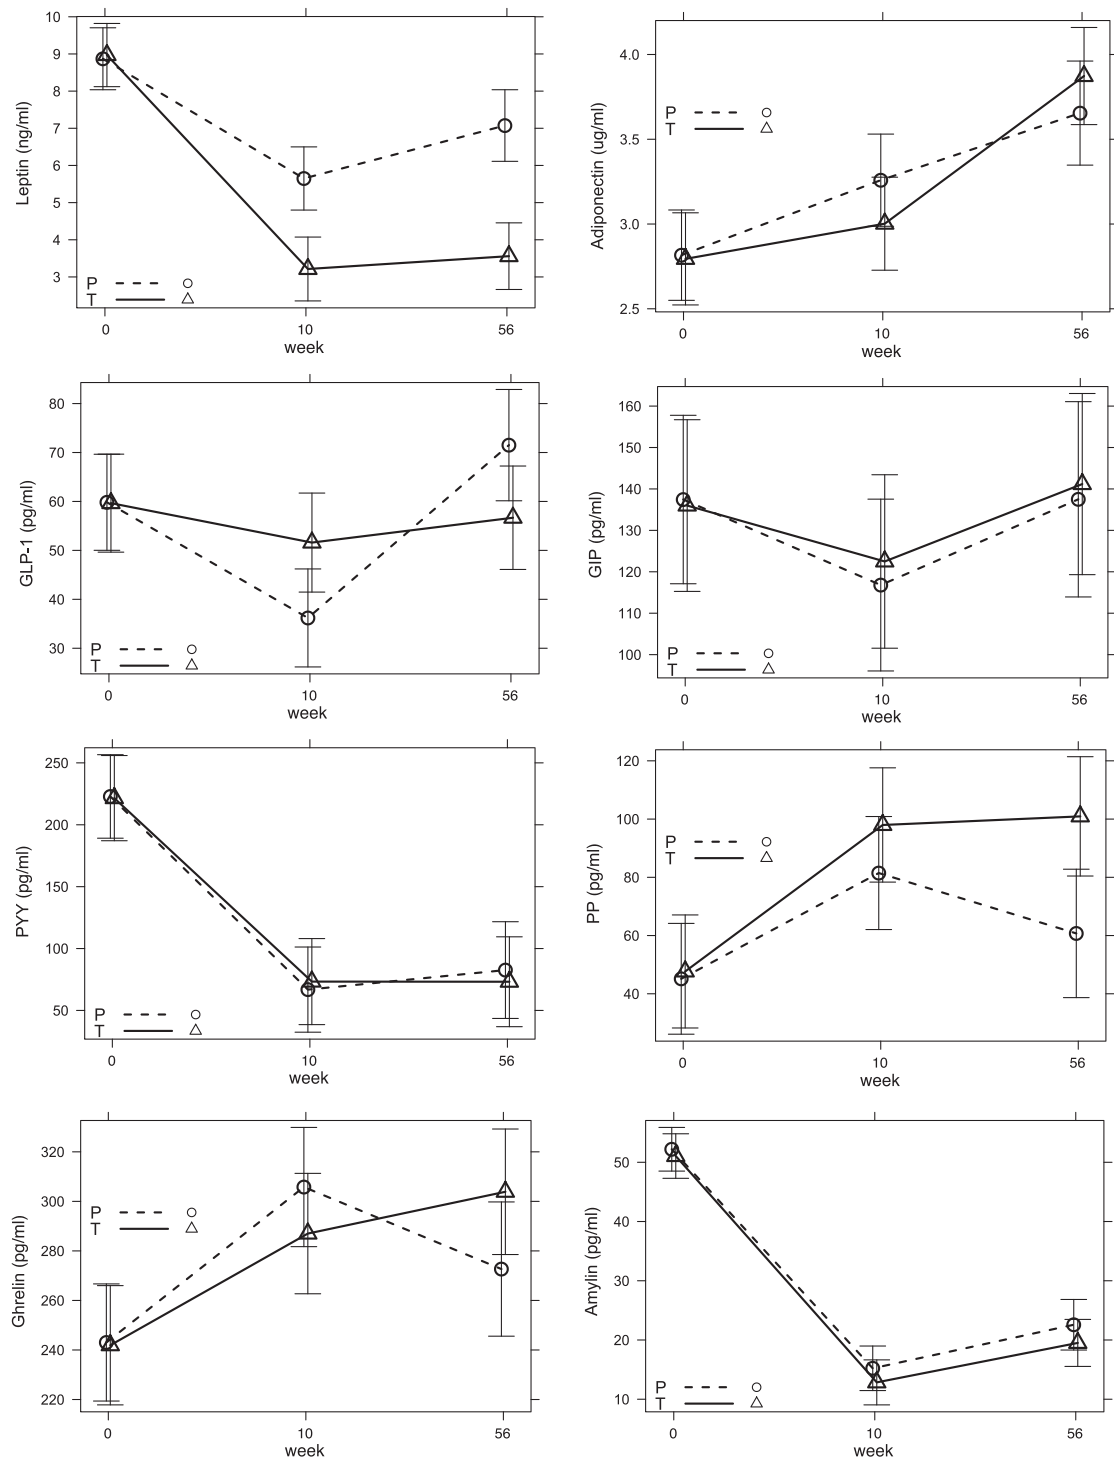 10
9
8
7
6
5
4
3
Leptin (ng/ml)
P
T
0
10
56
week
4.0
3.5
3.0
2.5
Adiponectin (ug/ml)
P
T
0
10
56
week
80
70
60
50
40
30
GLP-1 (pg/ml)
P
T
0
10
56
week
160
150
140
130
120
110
100
GIP (pg/ml)
P
T
0
10
56
week
250
200
150
100
50
PYY (pg/ml)
P
T
0
10
56
week
120
100
80
60
40
PP (pg/ml)
P
T
0
10
56
week
320
300
280
260
240
220
Ghrelin (pg/ml)
P
T
0
10
56
week
50
40
30
20
10
Amylin (pg/ml)
P
T
0
10
56
week